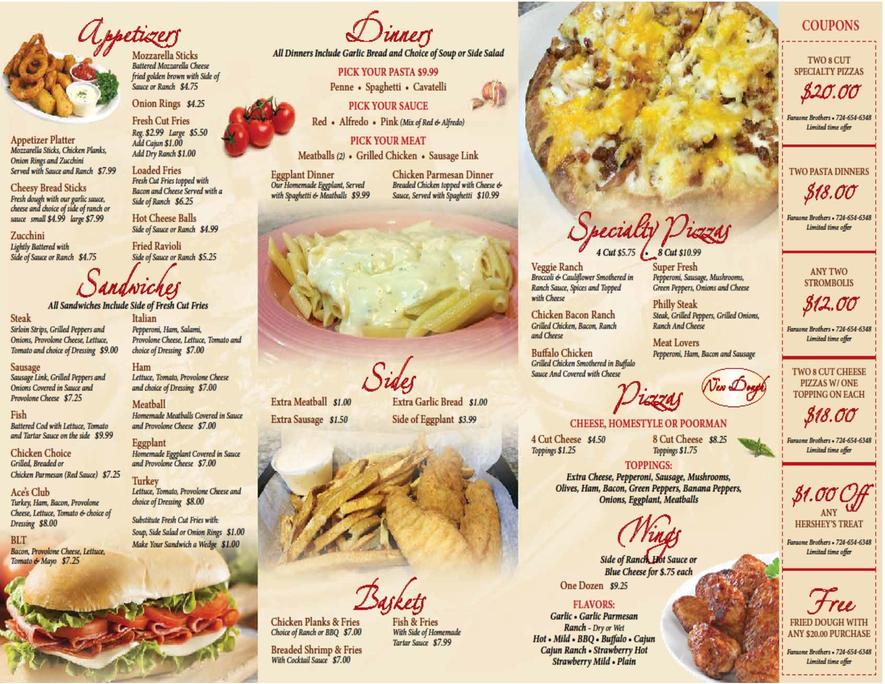 Appetizers
Mozzarella Sticks
Battered Mozzarella Cheese
fried golden brown with Side of
Sauce or Ranch $4.75
Onion Rings $4.25
Fresh Cut Fries
Reg. $2.99 Large $5.50
Add Cajun $1.00
Add Dry Ranch $1.00
Loaded Fries
Fresh Cut Fries topped with
Bacon and Cheese Served with a
Side of Ranch $6.25
Hot Cheese Balls
Side of Sauce or Ranch $4.99
Fried Ravioli
Side of Sauce or Ranch $5.25
Appetizer Platter
Mozzarella Sticks, Chicken Planks,
Onion Rings and Zucchini
Served with Sauce and Ranch $7.99
Cheesy Bread Sticks
Fresh dough with our garlic sauce,
cheese and choice of side of ranch or
sauce small $4.99 large $7.99
Zucchini
Lightly Battered with
Side of Sauce or Ranch $4.75
Sandwiches
All Sandwiches Include Side of Fresh Cut Fries
Steak
Sirloin Strips, Grilled Peppers and
Onions, Provolone Cheese, Lettuce,
Tomato and choice of Dressing $9.00
Sausage
Sausage Link, Grilled Peppers and
Onions Covered in Sauce and
Provolone Cheese $7.25
Fish
Battered Cod with Lettuce, Tomato
and Tartar Sauce on the side $9.99
Chicken Choice
Grilled, Breaded or
Chicken Parmesan (Red Sauce) $7.25
Ace's Club
Turkey, Ham, Bacon, Provolone
Cheese, Lettuce, Tomato & choice of
Dressing $8.00
BLT
Bacon, Provolone Cheese, Lettuce,
Tomato & Mayo $7.25
Italian
Pepperoni, Ham, Salami,
Provolone Cheese, Lettuce, Tomato and
choice of Dressing $7.00
Ham
Lettuce, Tomato, Provolone Cheese
and choice of Dressing $7.00
Meatball
Homemade Meatballs Covered in Sauce
and Provolone Cheese $7.00
Eggplant
Homemade Eggplant Covered in Sauce
and Provolone Cheese $7.00
Turkey
Lettuce, Tomato, Provolone Cheese and
choice of Dressing $8.00
Substitute Fresh Cut Fries with:
Soup, Side Salad or Onion Rings $1.00
Make Your Sandwich a Wedge $1.00
Dinners
All Dinners Include Garlic Bread and Choice of Soup or Side Salad
PICK YOUR PASTA $9.99
Penne • Spaghetti • Cavatelli
PICK YOUR SAUCE
Red • Alfredo • Pink (Mix of Red & Alfredo)
PICK YOUR MEAT
Meatballs (2) • Grilled Chicken • Sausage Link
Eggplant Dinner
Our Homemade Eggplant, Served
with Spaghetti & Meatballs $9.99
Chicken Parmesan Dinner
Breaded Chicken topped with Cheese &
Sauce, Served with Spaghetti $10.99
Sides
Extra Meatball $1.00
Extra Garlic Bread $1.00
Extra Sausage $1.50
Side of Eggplant $3.99
Baskets
Chicken Planks & Fries
Choice of Ranch or BBQ $7.00
Breaded Shrimp & Fries
With Cocktail Sauce $7.00
Fish & Fries
With Side of Homemade
Tartar Sauce $7.99
Specialty Pizzas
4 Cut $5.75 • 8 Cut $10.99
Veggie Ranch
Broccoli & Cauliflower Smothered in
Ranch Sauce, Spices and Topped
with Cheese
Chicken Bacon Ranch
Grilled Chicken, Bacon, Ranch
and Cheese
Buffalo Chicken
Grilled Chicken Smothered in Buffalo
Sauce And Covered with Cheese
Super Fresh
Pepperoni, Sausage, Mushrooms,
Green Peppers, Onions and Cheese
Philly Steak
Steak, Grilled Peppers, Grilled Onions,
Ranch And Cheese
Meat Lovers
Pepperoni, Ham, Bacon and Sausage
Pizzas
New Dough
CHEESE, HOMESTYLE OR POORMAN
4 Cut Cheese $4.50
Toppings $1.25
8 Cut Cheese $8.25
Toppings $1.75
TOPPINGS:
Extra Cheese, Pepperoni, Sausage, Mushrooms,
Olives, Ham, Bacon, Green Peppers, Banana Peppers,
Onions, Eggplant, Meatballs
Wings
Side of Ranch, Hot Sauce or
Blue Cheese for $.75 each
One Dozen $9.25
FLAVORS:
Garlic • Garlic Parmesan
Ranch - Dry or Wet
Hot • Mild • BBQ • Buffalo • Cajun
Cajun Ranch • Strawberry Hot
Strawberry Mild • Plain
COUPONS
TWO 8 CUT
SPECIALTY PIZZAS
$20.00
Faraone Brothers • 724-654-6348
Limited time offer
TWO PASTA DINNERS
$18.00
Faraone Brothers • 724-654-6348
Limited time offer
ANY TWO
STROMBOLIS
$12.00
Faraone Brothers • 724-654-6348
Limited time offer
TWO 8 CUT CHEESE
PIZZAS W/ ONE
TOPPING ON EACH
$18.00
Faraone Brothers • 724-654-6348
Limited time offer
$1.00 Off
ANY
HERSHEY'S TREAT
Faraone Brothers • 724-654-6348
Limited time offer
Free
FRIED DOUGH WITH
ANY $20.00 PURCHASE
Faraone Brothers • 724-654-6348
Limited time offer